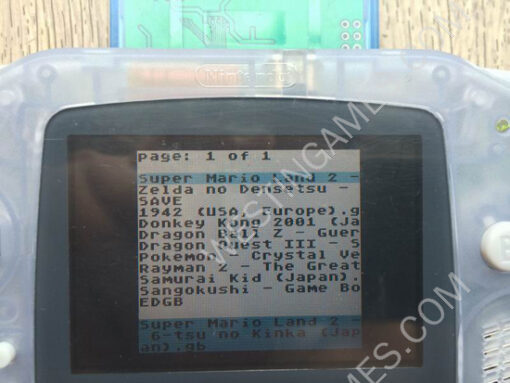 Nintendo
page: 1 of 1
Super Mario Land 2 -
Zelda no Densetsu -
SAVE
1942 (USA, Europe).g
Donkey Kong 2001 (Ja
Dragon Ball Z - Guer
Dragon Quest III - S
Pokemon - Crystal Ve
Rayman 2 - The Great
Samurai Kid (Japan).
Sangokushi - Game Bo
EDGB
Super Mario Land 2 -
6-tsu no Kinka (Jap
an).gb
WESTINGAMES.COM